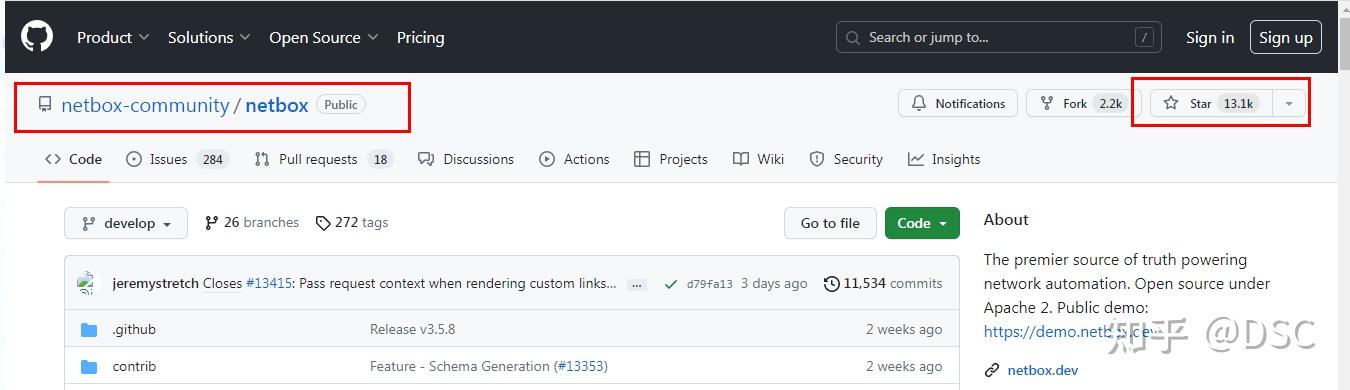 Product Solutions Open Source Pricing Search or jump to... / Sign in Sign up
netbox-community / netbox Public Notifications Fork 2.2k Star 13.1k
Code Issues 284 Pull requests 18 Discussions Actions Projects Wiki Security Insights
develop 26 branches 272 tags Go to file Code
jeremystretch Closes #13415: Pass request context when rendering custom links... ... d79fa13 3 days ago 11,534 commits
.github Release v3.5.8 2 weeks ago
contrib Feature - Schema Generation (#13353) 2 weeks ago
About
The premier source of truth powering
network automation. Open source under
Apache 2. Public demo:
https://demo.netbox.dev
netbox.dev
知乎 @DSC